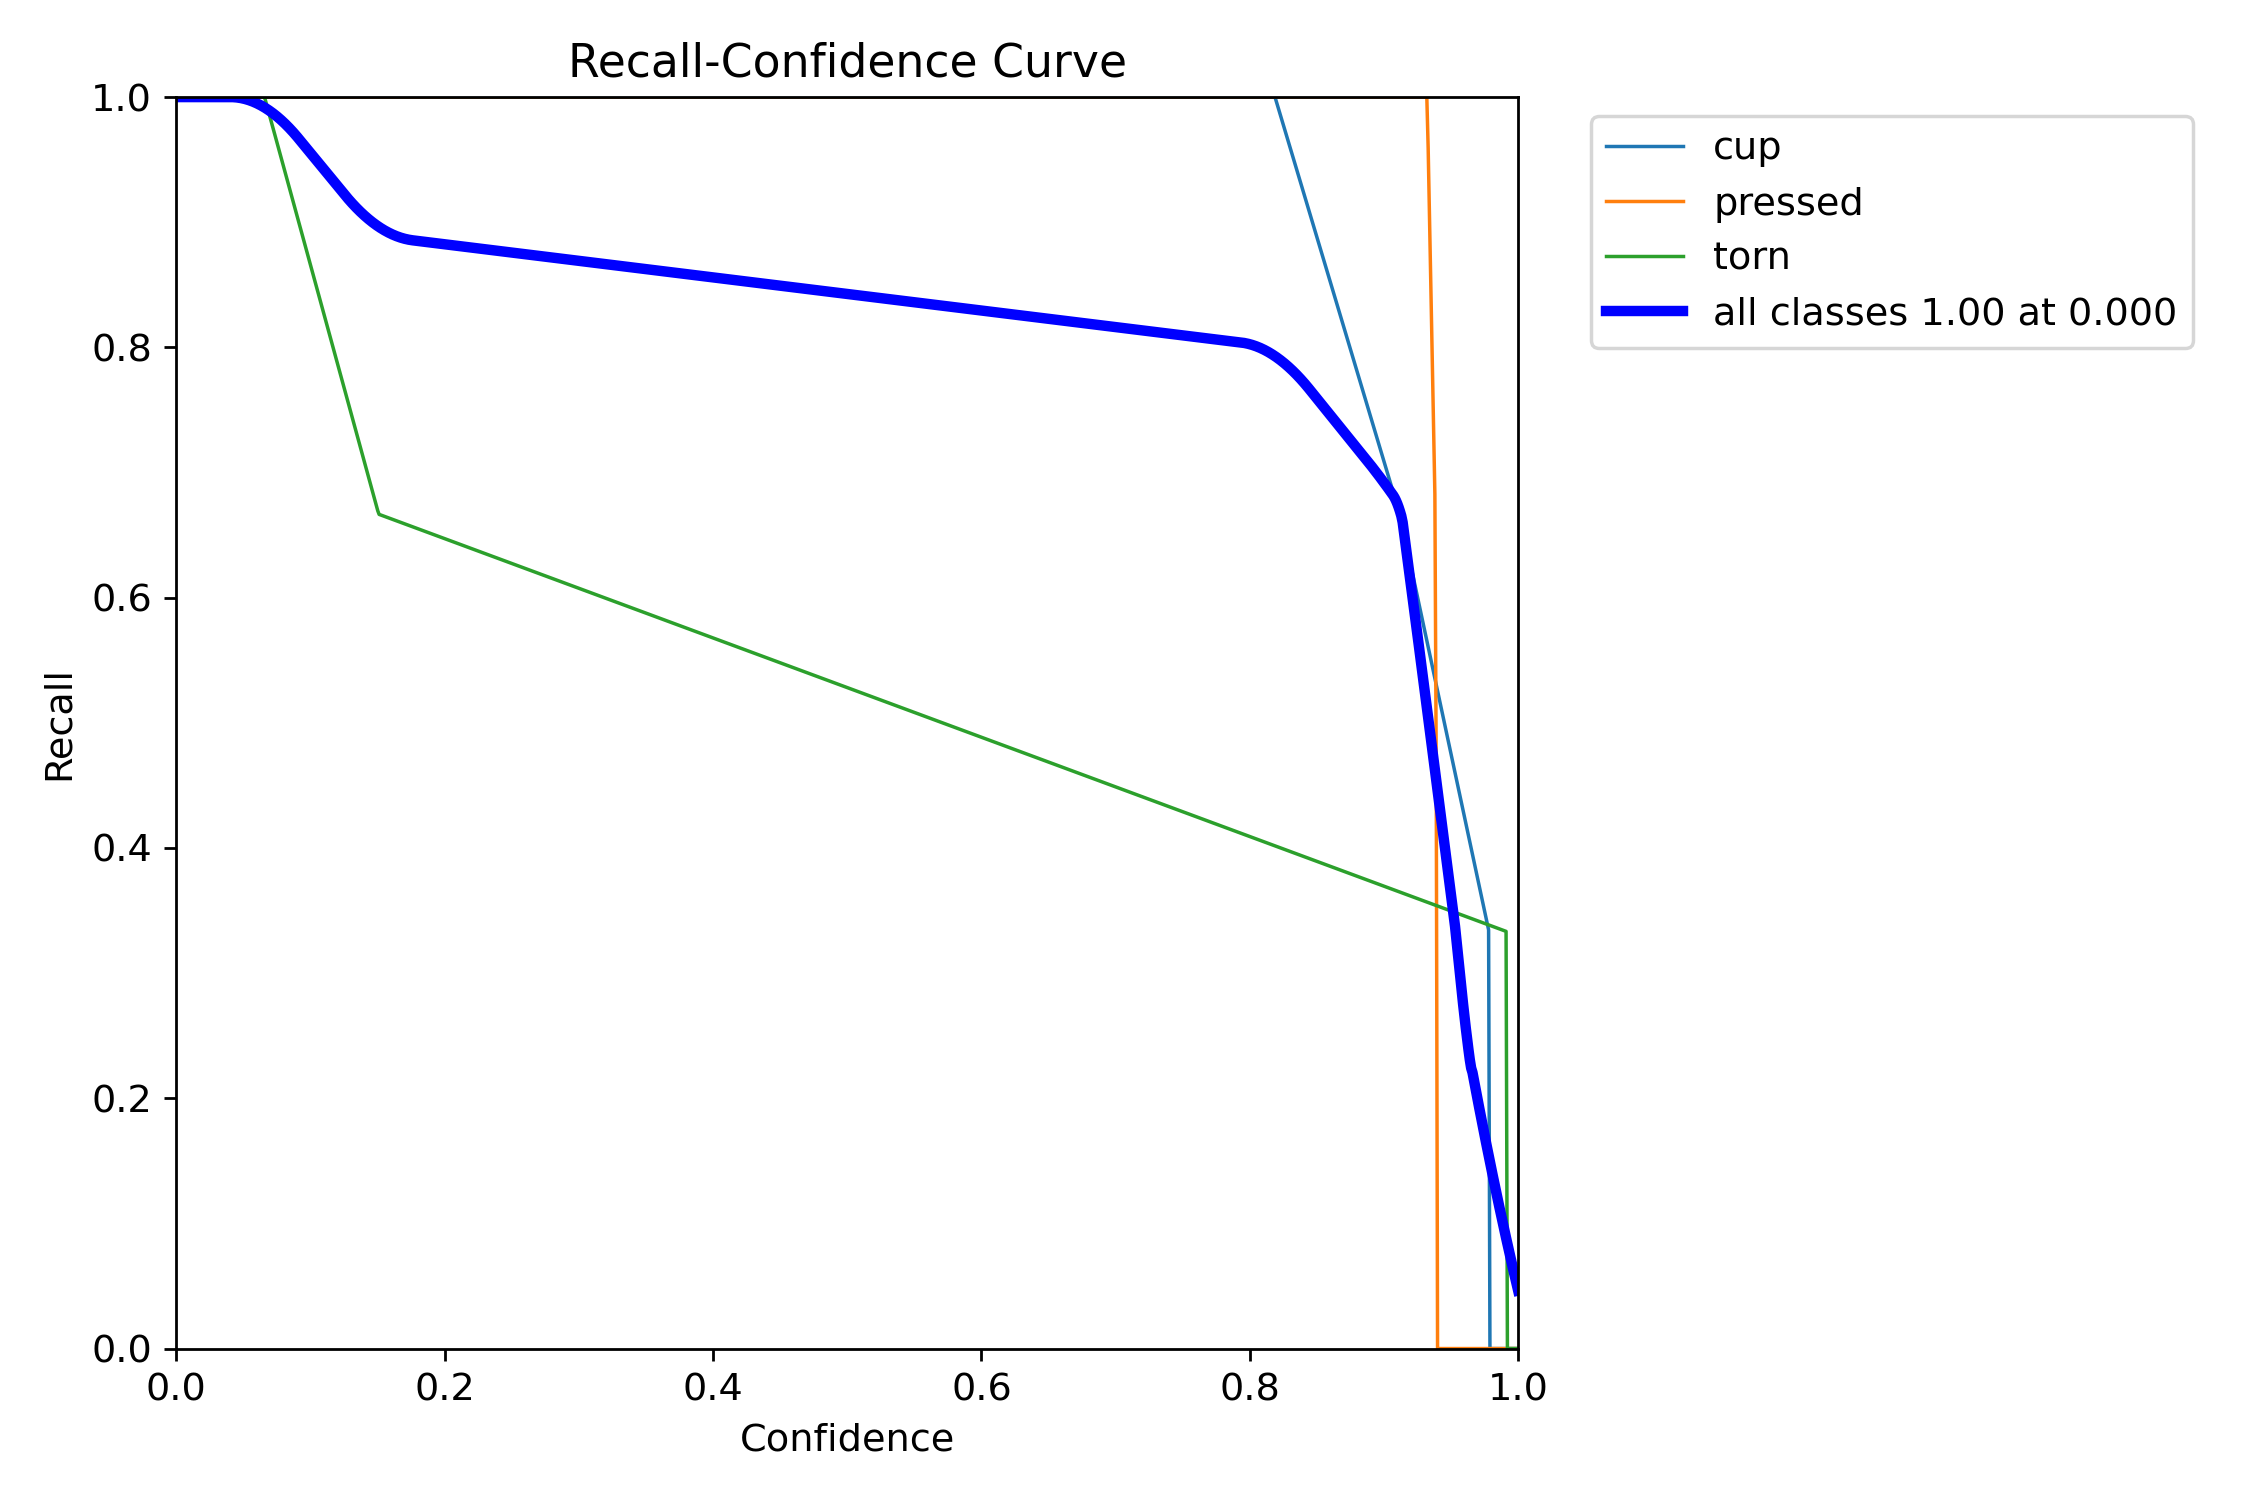 Recall-Confidence Curve
1.0
0.8
0.6
0.4
0.2
0.0
Recall
0.0 0.2 0.4 0.6 0.8 1.0
Confidence
cup
pressed
torn
all classes 1.00 at 0.000